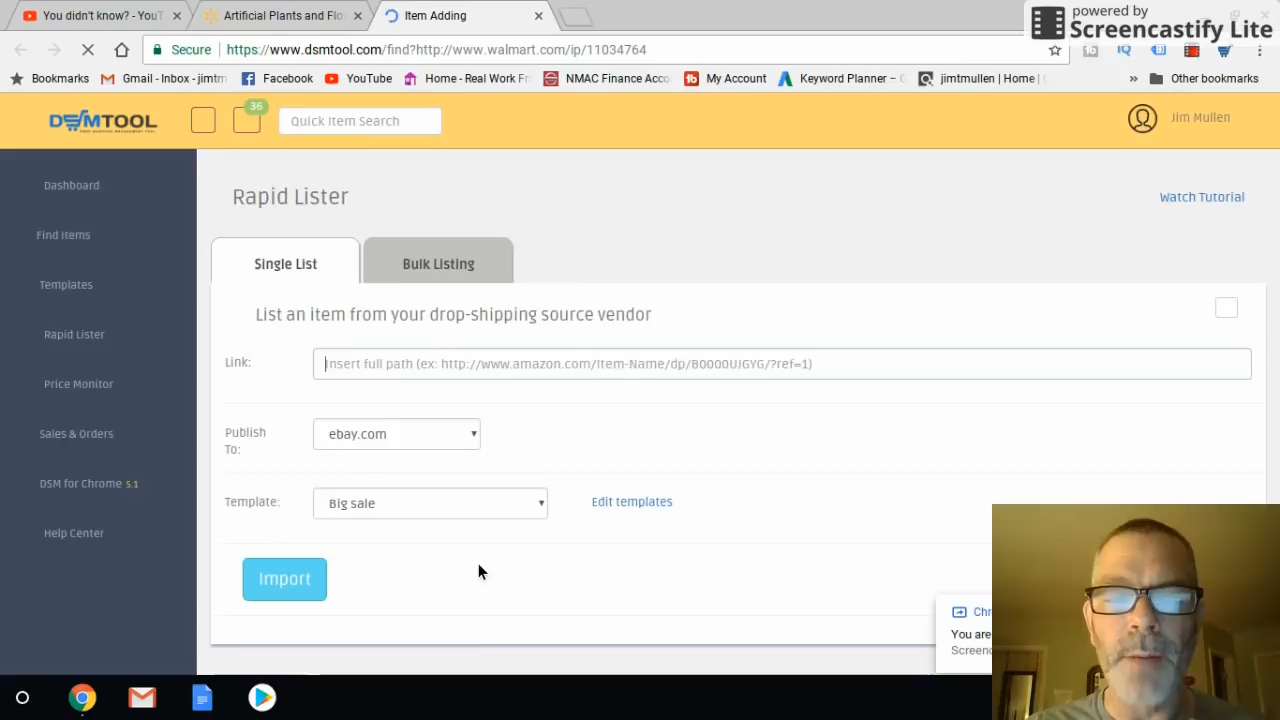 You didn't know? - YouT
Artificial Plants and Flo
Item Adding
powered by
Screencastify Lite
Secure
https://www.dsmtool.com/find?http://www.walmart.com/ip/11034764
Bookmarks
Gmail - Inbox - jimtm
Facebook
YouTube
Home - Real Work Fr
NMAC Finance Acco
My Account
Keyword Planner –
jimtmullen | Home |
»
Other bookmarks
DSMTOOL
36
Quick Item Search
Jim Mullen
Dashboard
Find Items
Templates
Rapid Lister
Price Monitor
Sales & Orders
DSM for Chrome 5.1
Help Center
Rapid Lister
Watch Tutorial
Single List
Bulk Listing
List an item from your drop-shipping source vendor
Link:
Insert full path (ex: http://www.amazon.com/Item-Name/dp/B0000UJGYG/?ref=1)
Publish
To:
ebay.com
Template:
Big sale
Edit templates
Import
Chr
You are
Screenc